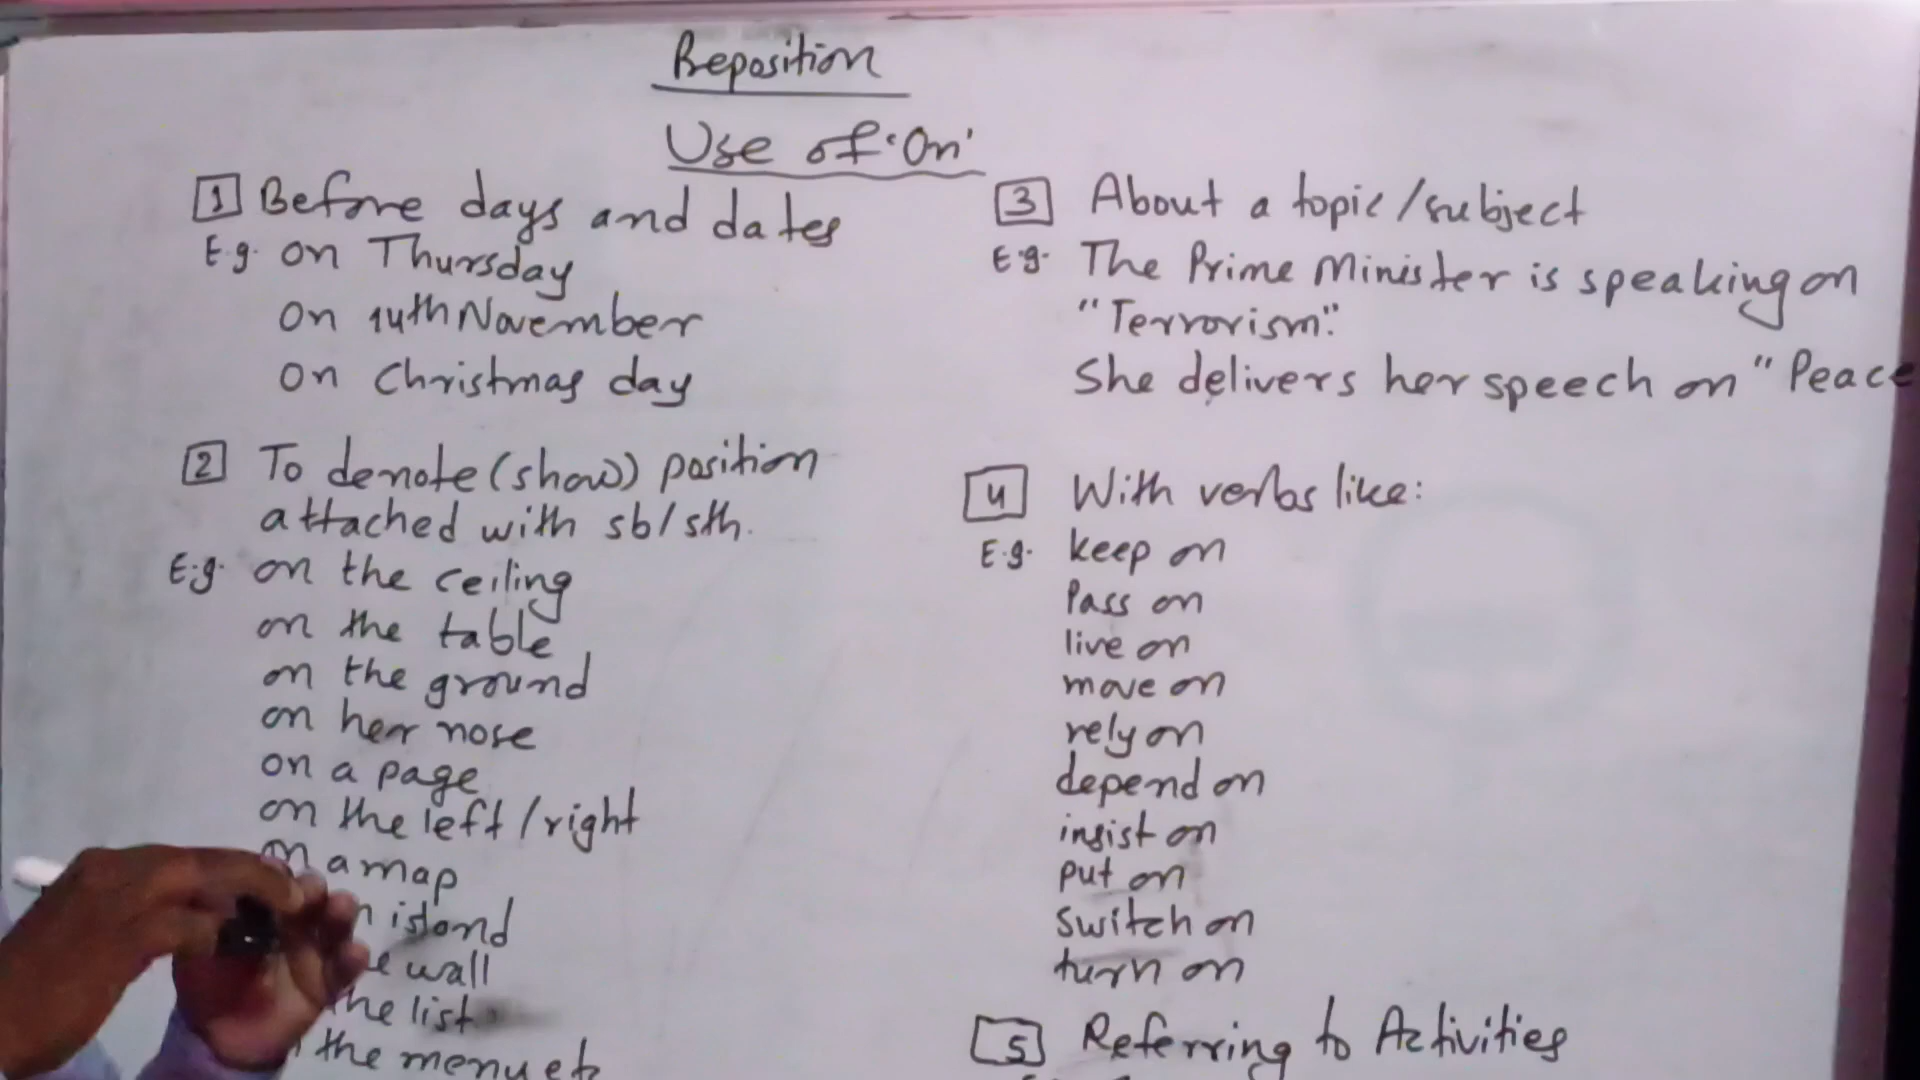 Preposition
Use of 'On'
1 Before days and dates
E.g. on Thursday
on 14th November
on Christmas day
2 To denote (show) position
attached with sb/sth.
E.g. on the ceiling
on the table
on the ground
on her nose
on a page
on the left/right
on a map
island
wall
the list
the menu etc
3 About a topic/subject
E.g. The Prime Minister is speaking on
"Terrorism".
She delivers her speech on "Peace
4 With verbs like:
E.g. keep on
Pass on
live on
move on
rely on
depend on
insist on
put on
switch on
turn on
5 Referring to Activities